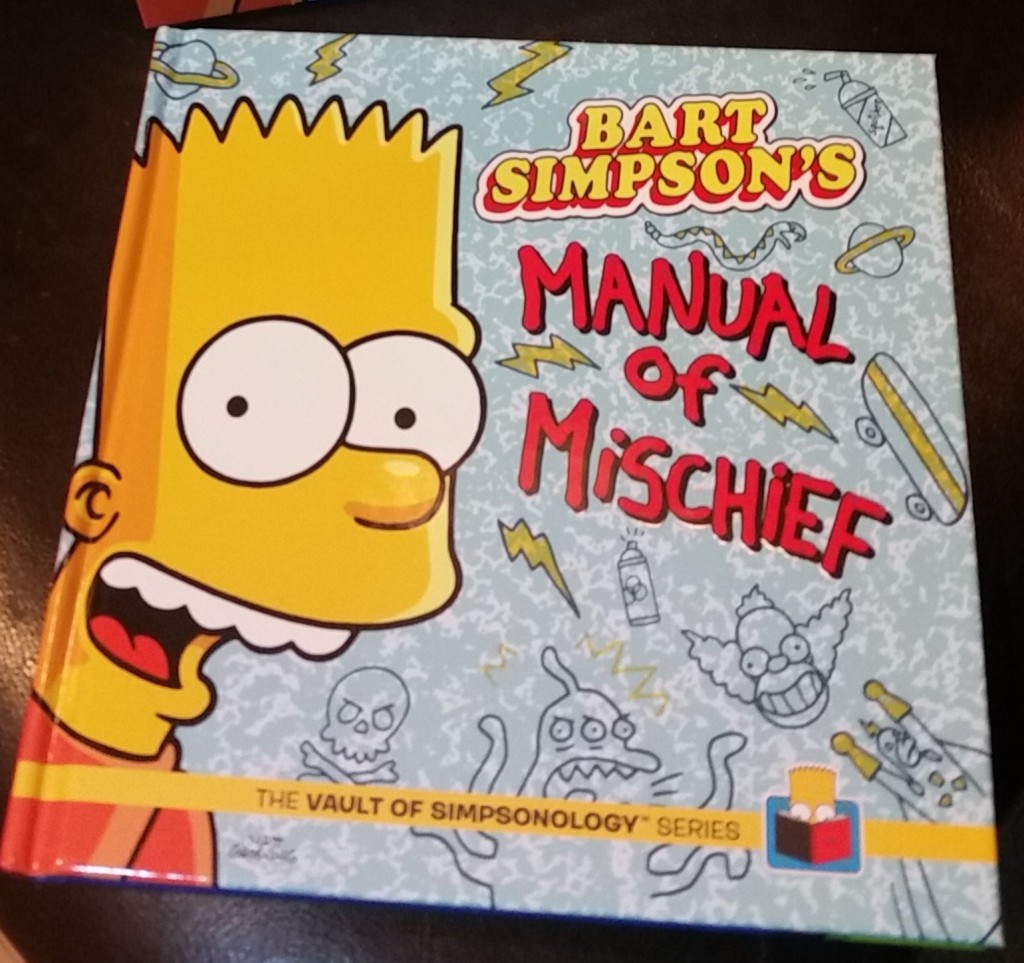 BART
SIMPSON'S
MANUAL
OF
MiSCHiEF
THE VAULT OF SIMPSONOLOGY™ SERIES